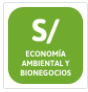 S/
ECONOMÍA
AMBIENTAL Y
BIONEGOCIOS